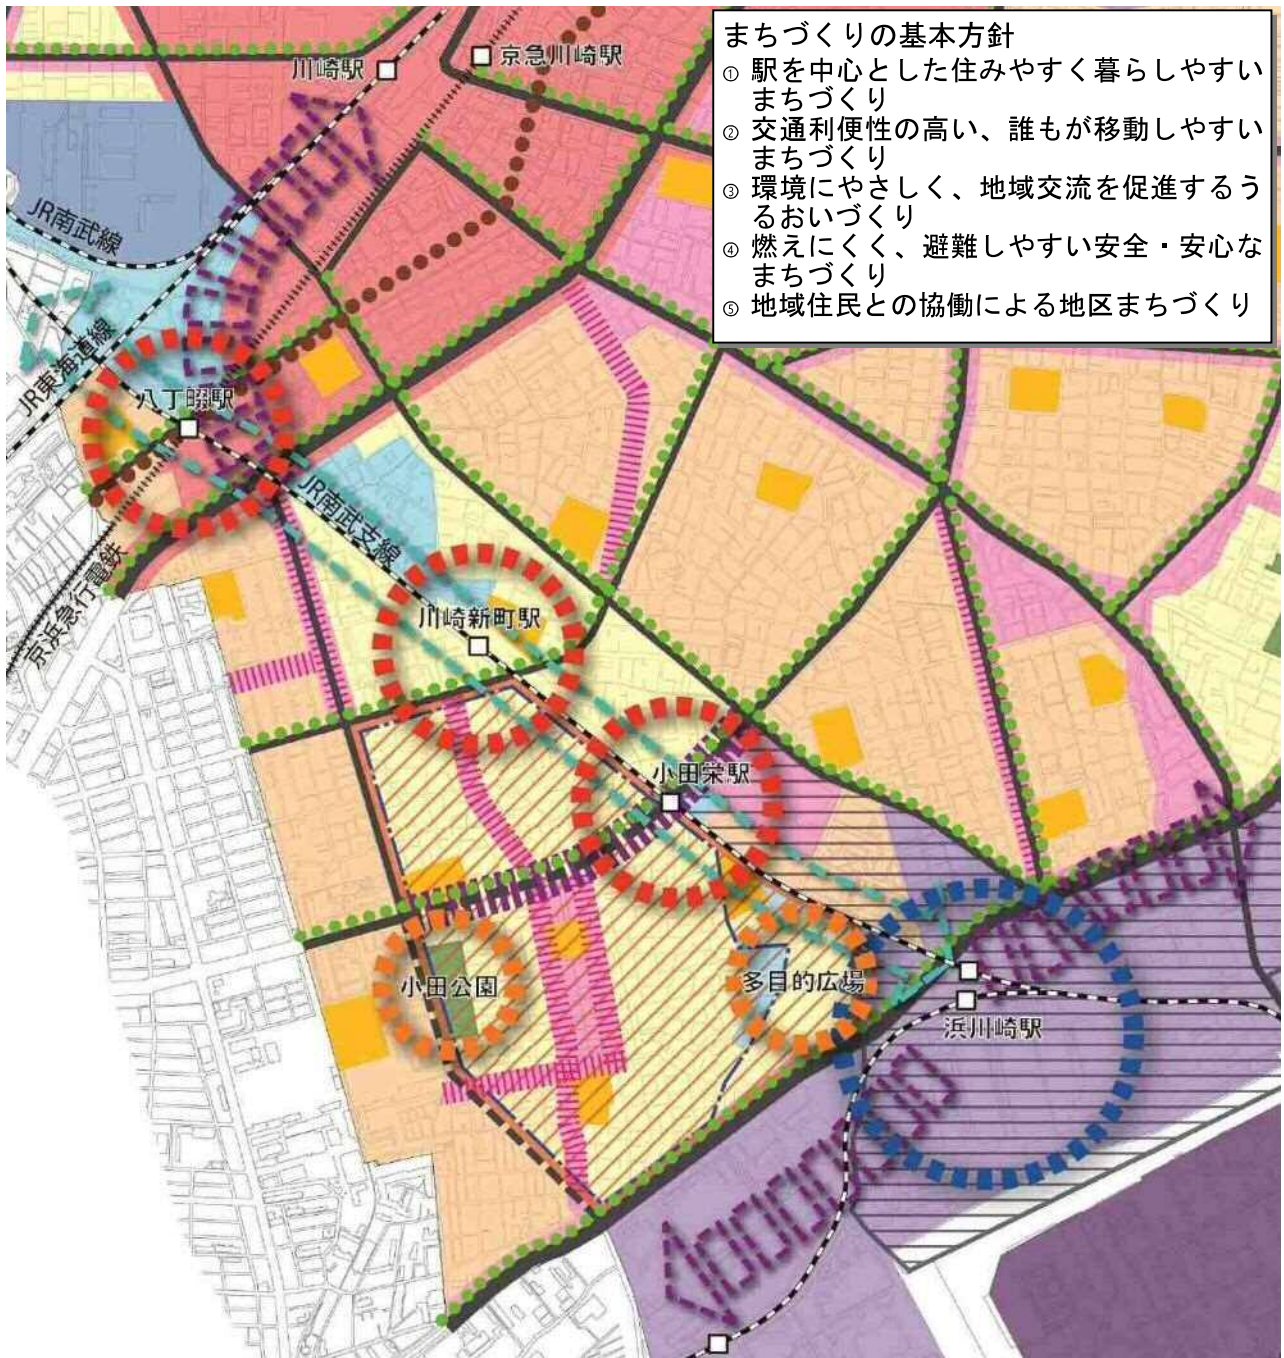 まちづくりの基本方針
① 駅を中心とした住みやすく暮らしやすい
まちづくり
② 交通利便性の高い、誰もが移動しやすい
まちづくり
③ 環境にやさしく、地域交流を促進するう
るおいづくり
④ 燃えにくく、避難しやすい安全・安心な
まちづくり
⑤ 地域住民との協働による地区まちづくり
川崎駅
京急川崎駅
JR南武線
JR東海道線
八丁畷駅
JR南武支線
京浜急行電鉄
川崎新町駅
小田栄駅
小田公園
多目的広場
浜川崎駅